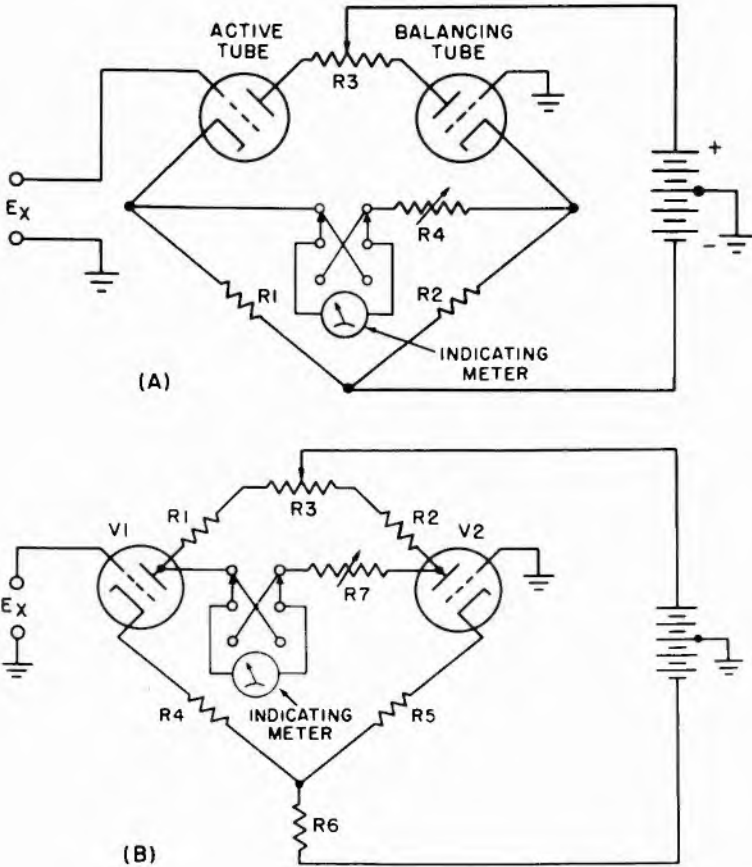 ACTIVE
TUBE
BALANCING
TUBE
R3
+
EX
R4
R1
R2
−
INDICATING
METER
(A)
R3
V1
R1
R2
V2
EX
R7
R4
INDICATING
METER
R5
R6
(B)